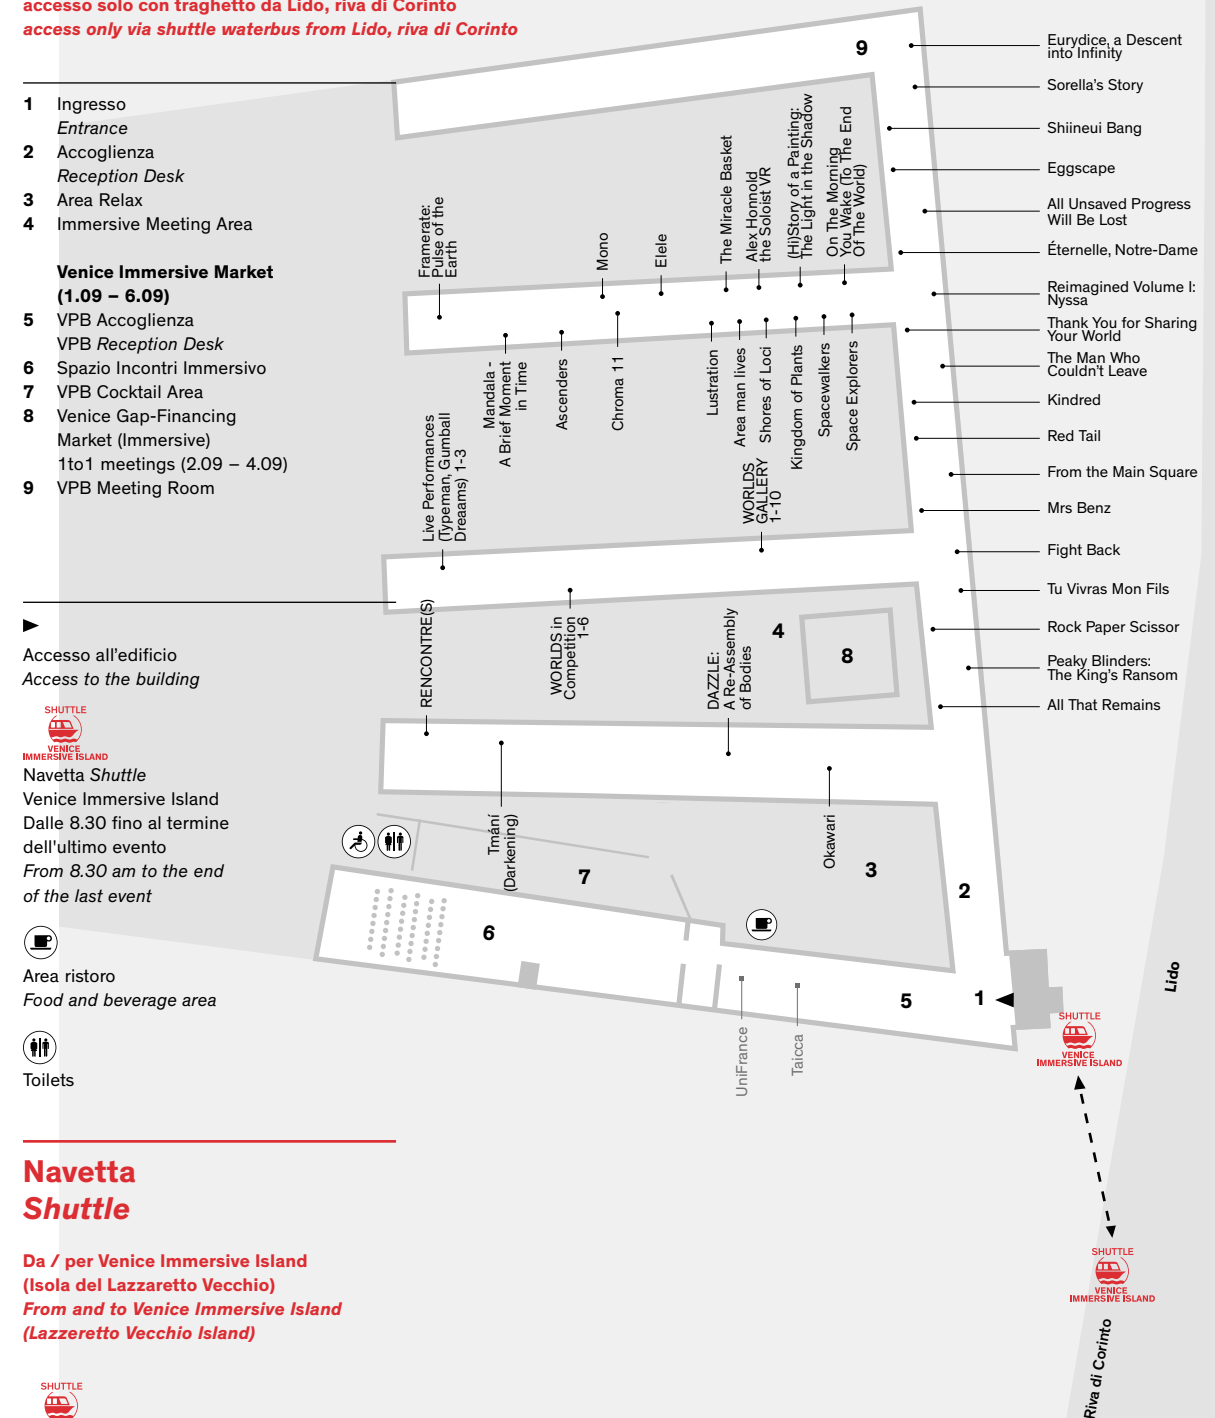 accesso solo con traghetto da Lido, riva di Corinto
access only via shuttle waterbus from Lido, riva di Corinto
1 Ingresso
Entrance
2 Accoglienza
Reception Desk
3 Area Relax
4 Immersive Meeting Area
Venice Immersive Market
(1.09 – 6.09)
5 VPB Accoglienza
VPB Reception Desk
6 Spazio Incontri Immersivo
7 VPB Cocktail Area
8 Venice Gap-Financing
Market (Immersive)
1to1 meetings (2.09 – 4.09)
9 VPB Meeting Room
Accesso all'edificio
Access to the building
SHUTTLE
VENICE
IMMERSIVE ISLAND
Navetta Shuttle
Venice Immersive Island
Dalle 8.30 fino al termine
dell'ultimo evento
From 8.30 am to the end
of the last event
Area ristoro
Food and beverage area
Toilets
Navetta
Shuttle
Da / per Venice Immersive Island
(Isola del Lazzaretto Vecchio)
From and to Venice Immersive Island
(Lazzeretto Vecchio Island)
SHUTTLE
9
Framerate:
Pulse of the
Earth
Mono
Elele
The Miracle Basket
Alex Honnold
the Soloist VR
(Hi)Story of a Painting:
The Light in the Shadow
On The Morning
You Wake (To The End
Of The World)
Mandala -
A Brief Moment
in Time
Ascenders
Chroma 11
Lustration
Area man lives
Shores of Loci
Kingdom of Plants
Spacewalkers
Space Explorers
Live Performances
(Typeman, Gumball
Dreaams) 1-3
WORLDS
GALLERY
1-10
RENCONTRE(S)
WORLDS in
Competition
1-6
DAZZLE:
A Re-Assembly
of Bodies
4
8
Tmání
(Darkening)
Okawari
3
2
7
6
5
1
UniFrance
Taicca
Eurydice, a Descent
into Infinity
Sorella's Story
Shiineui Bang
Eggscape
All Unsaved Progress
Will Be Lost
Éternelle, Notre-Dame
Reimagined Volume I:
Nyssa
Thank You for Sharing
Your World
The Man Who
Couldn't Leave
Kindred
Red Tail
From the Main Square
Mrs Benz
Fight Back
Tu Vivras Mon Fils
Rock Paper Scissor
Peaky Blinders:
The King's Ransom
All That Remains
Lido
SHUTTLE
VENICE
IMMERSIVE ISLAND
SHUTTLE
VENICE
IMMERSIVE ISLAND
Riva di Corinto